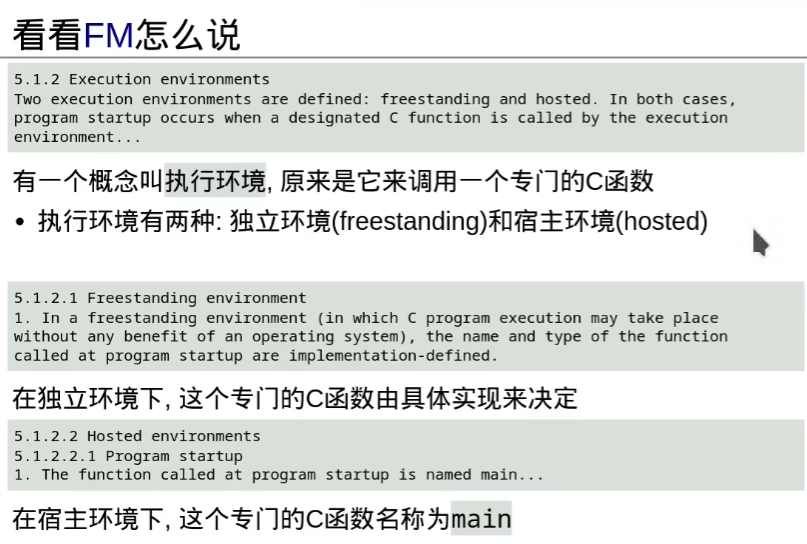 看看FM怎么说
5.1.2 Execution environments
Two execution environments are defined: freestanding and hosted. In both cases,
program startup occurs when a designated C function is called by the execution
environment...
有一个概念叫执行环境, 原来是它来调用一个专门的C函数
• 执行环境有两种: 独立环境(freestanding)和宿主环境(hosted)
5.1.2.1 Freestanding environment
1. In a freestanding environment (in which C program execution may take place
without any benefit of an operating system), the name and type of the function
called at program startup are implementation-defined.
在独立环境下, 这个专门的C函数由具体实现来决定
5.1.2.2 Hosted environments
5.1.2.2.1 Program startup
1. The function called at program startup is named main...
在宿主环境下, 这个专门的C函数名称为main